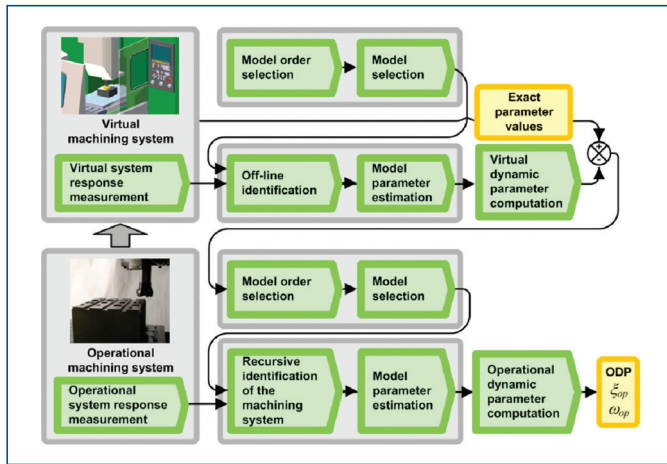 Model order
selection
Model
selection
Virtual
machining system
Exact
parameter
values
+
-
Virtual system
response
measurement
Off-line
identification
Model
parameter
estimation
Virtual
dynamic
parameter
computation
Model order
selection
Model
selection
Operational
machining system
Operational
system response
measurement
Recursive
identification
of the
machining
system
Model
parameter
estimation
Operational
dynamic
parameter
computation
ODP
ξop
ωop